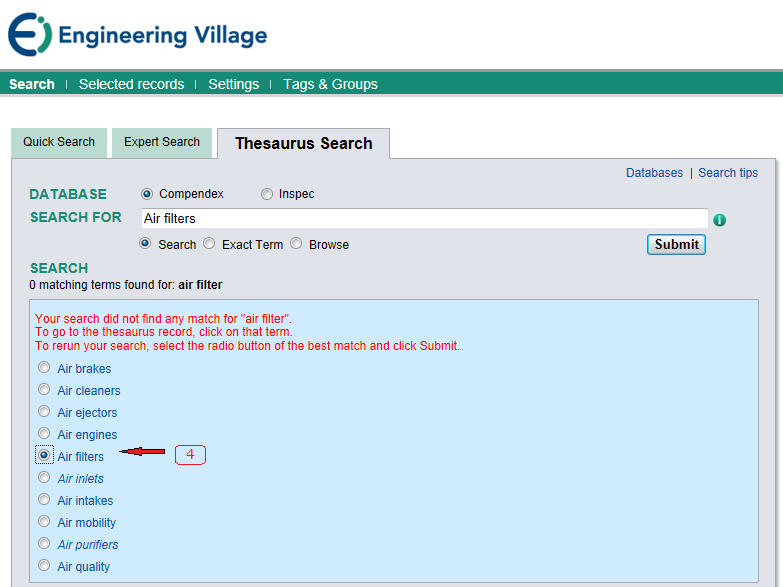 Engineering Village
Search | Selected records | Settings | Tags & Groups
Quick Search Expert Search Thesaurus Search
Databases | Search tips
DATABASE Compendex Inspec
SEARCH FOR Air filters i
Search Exact Term Browse Submit
SEARCH
0 matching terms found for: air filter
Your search did not find any match for "air filter".
To go to the thesaurus record, click on that term.
To rerun your search, select the radio button of the best match and click Submit.
Air brakes
Air cleaners
Air ejectors
Air engines
Air filters 4
Air inlets
Air intakes
Air mobility
Air purifiers
Air quality